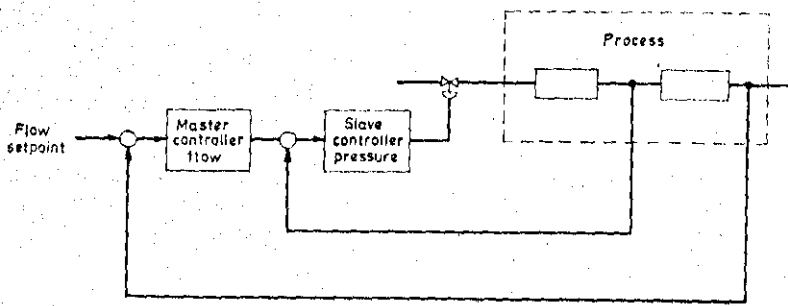 Process
Flow
setpoint
Master
controller
flow
Slave
controller
pressure